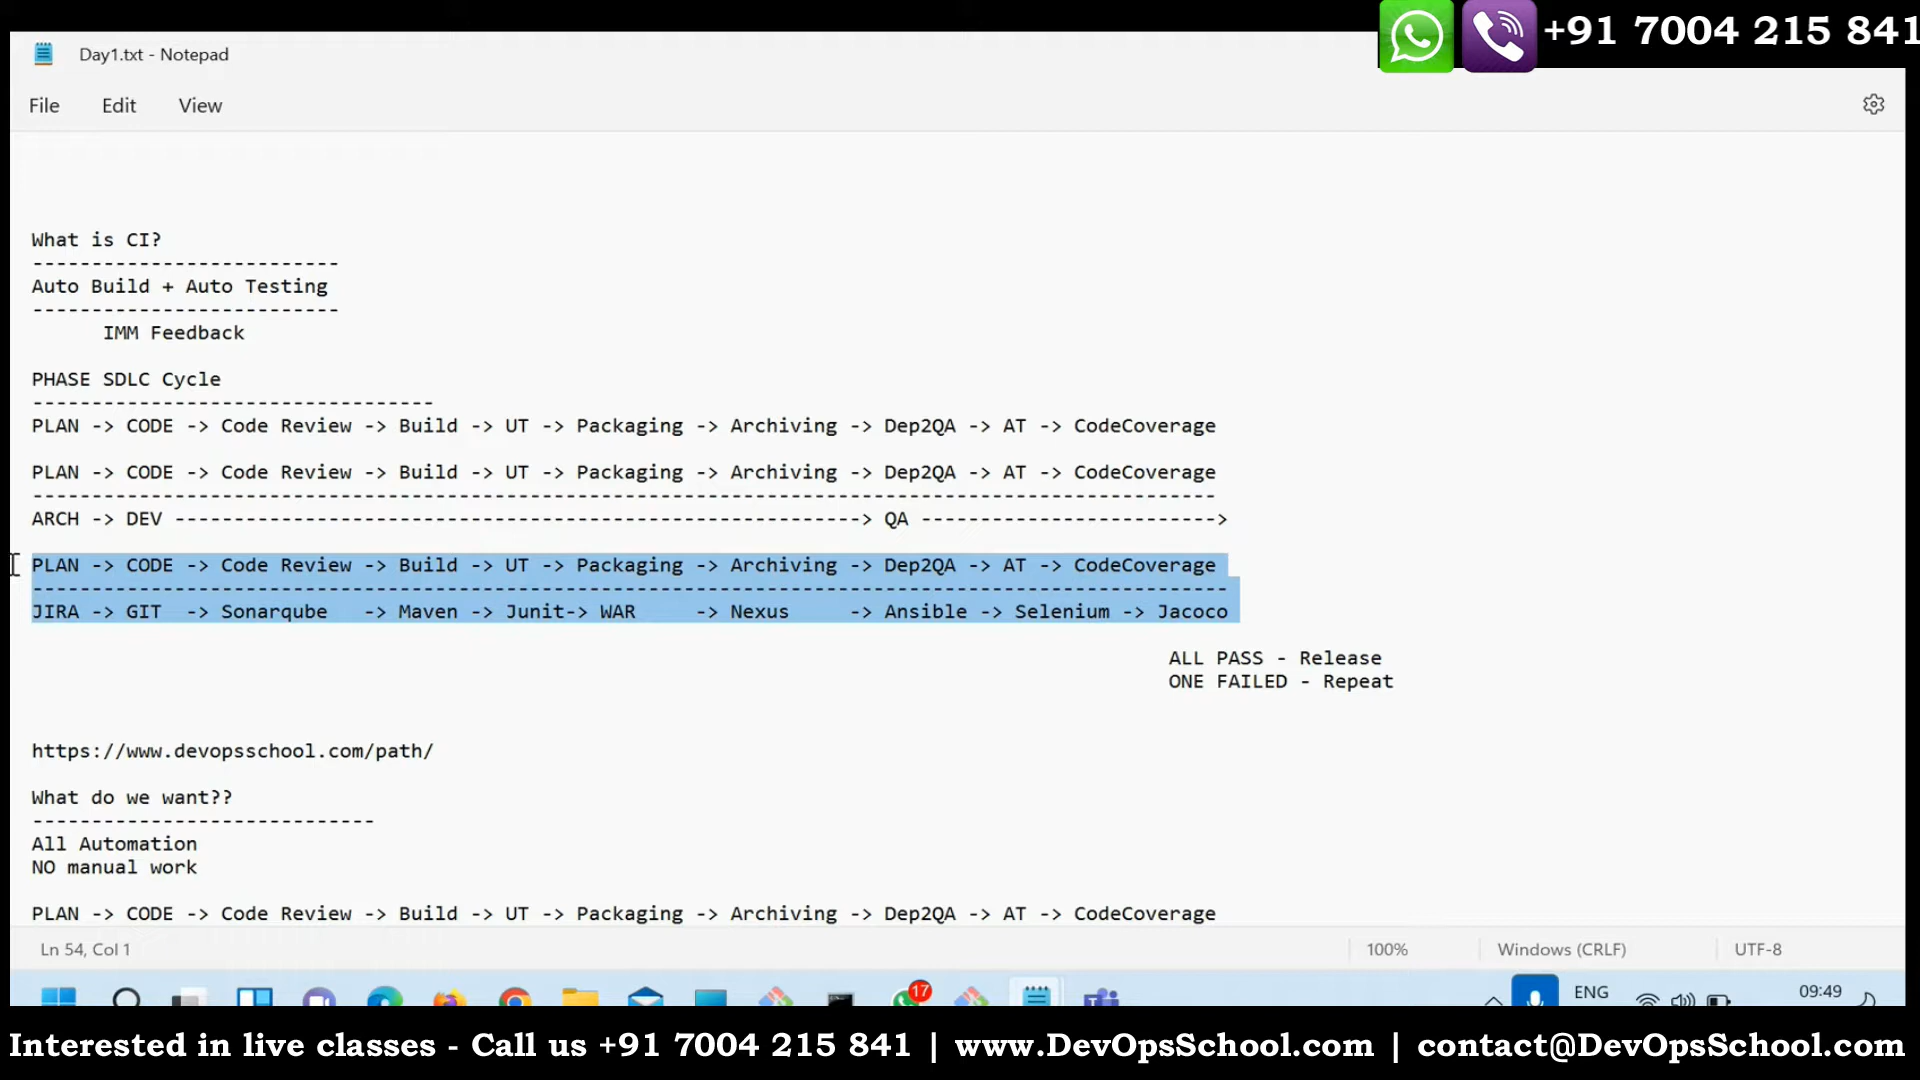 +91 7004 215 841
Day1.txt - Notepad
File Edit View
What is CI?
--------------------------
Auto Build + Auto Testing
--------------------------
IMM Feedback
PHASE SDLC Cycle
----------------------------------
PLAN -> CODE -> Code Review -> Build -> UT -> Packaging -> Archiving -> Dep2QA -> AT -> CodeCoverage
PLAN -> CODE -> Code Review -> Build -> UT -> Packaging -> Archiving -> Dep2QA -> AT -> CodeCoverage
----------------------------------------------------------------------------------------------------
ARCH -> DEV ----------------------------------------------------------> QA ------------------------->
PLAN -> CODE -> Code Review -> Build -> UT -> Packaging -> Archiving -> Dep2QA -> AT -> CodeCoverage
-----------------------------------------------------------------------------------------------------
JIRA -> GIT -> Sonarqube -> Maven -> Junit-> WAR -> Nexus -> Ansible -> Selenium -> Jacoco
ALL PASS - Release
ONE FAILED - Repeat
https://www.devopsschool.com/path/
What do we want??
-----------------------------
All Automation
NO manual work
PLAN -> CODE -> Code Review -> Build -> UT -> Packaging -> Archiving -> Dep2QA -> AT -> CodeCoverage
Ln 54, Col 1 100% Windows (CRLF) UTF-8
17 ENG 09:49
Interested in live classes - Call us +91 7004 215 841 | www.DevOpsSchool.com | contact@DevOpsSchool.com